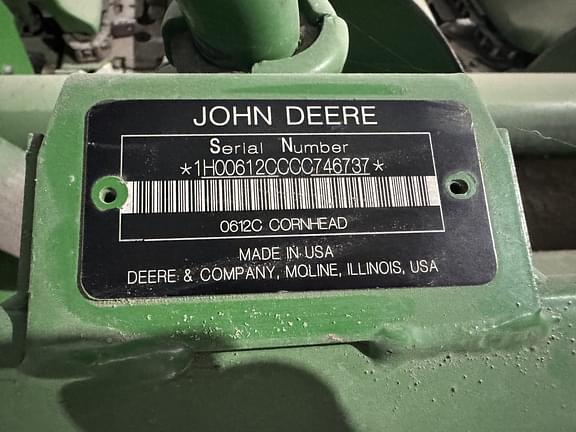 JOHN DEERE
Serial Number
*1H00612CCCC746737*
0612C CORNHEAD
MADE IN USA
DEERE & COMPANY, MOLINE, ILLINOIS, USA